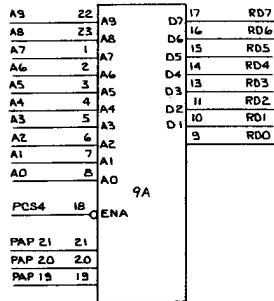 A9 22 A9 D7 17 RD7
A8 23 A8 D6 16 RD6
A7 1 A7 D5 15 RD5
A6 2 A6 D4 14 RD4
A5 3 A5 D3 13 RD3
A4 4 A4 D2 11 RD2
A3 5 A3 D1 10 RD1
A2 6 A2 9 RD0
A1 7 A1
A0 8 A0
9A
PCS4 18 ENA
PAP 21 21
PAP 20 20
PAP 19 19